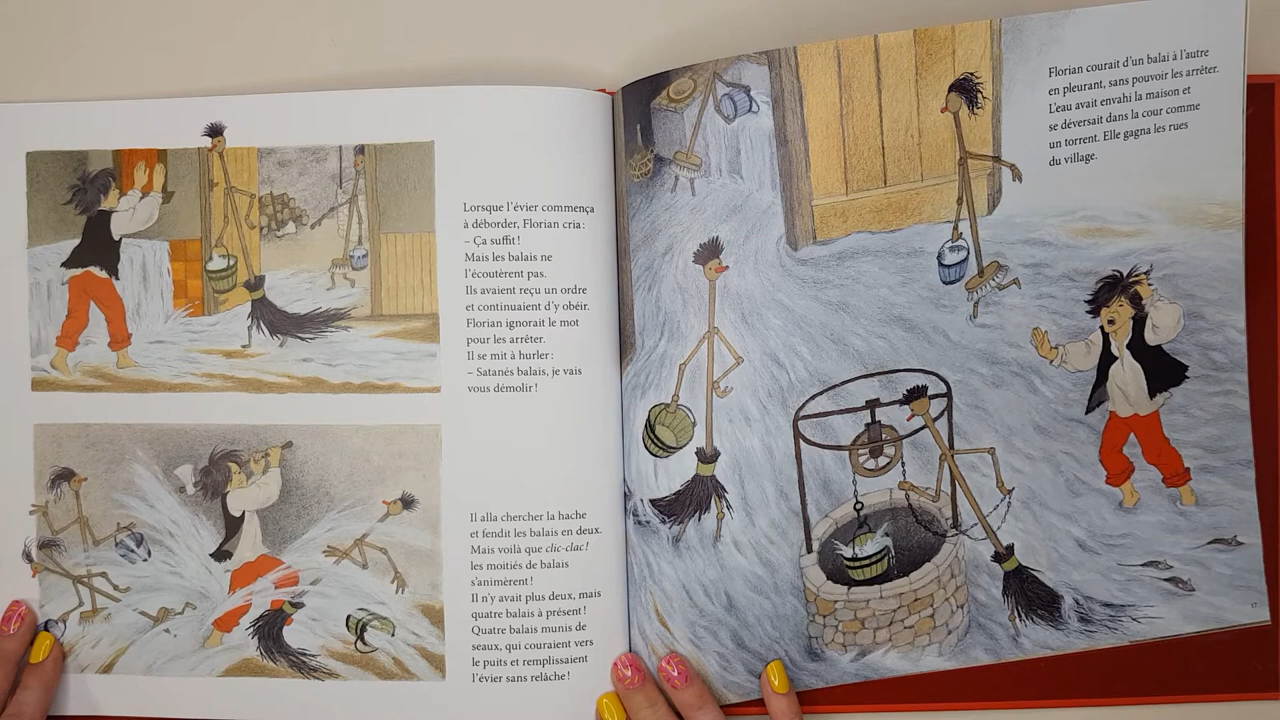 Lorsque l'évier commença
à déborder, Florian cria :
– Ça suffit !
Mais les balais ne
l'écoutèrent pas.
Ils avaient reçu un ordre
et continuaient d'y obéir.
Florian ignorait le mot
pour les arrêter.
Il se mit à hurler :
– Satanés balais, je vais
vous démolir !
Il alla chercher la hache
et fendit les balais en deux.
Mais voilà que clic-clac !
les moitiés de balais
s'animèrent !
Il n'y avait plus deux, mais
quatre balais à présent !
Quatre balais munis de
seaux, qui couraient vers
le puits et remplissaient
l'évier sans relâche !
Florian courait d'un balai à l'autre
en pleurant, sans pouvoir les arrêter.
L'eau avait envahi la maison et
se déversait dans la cour comme
un torrent. Elle gagna les rues
du village.
17